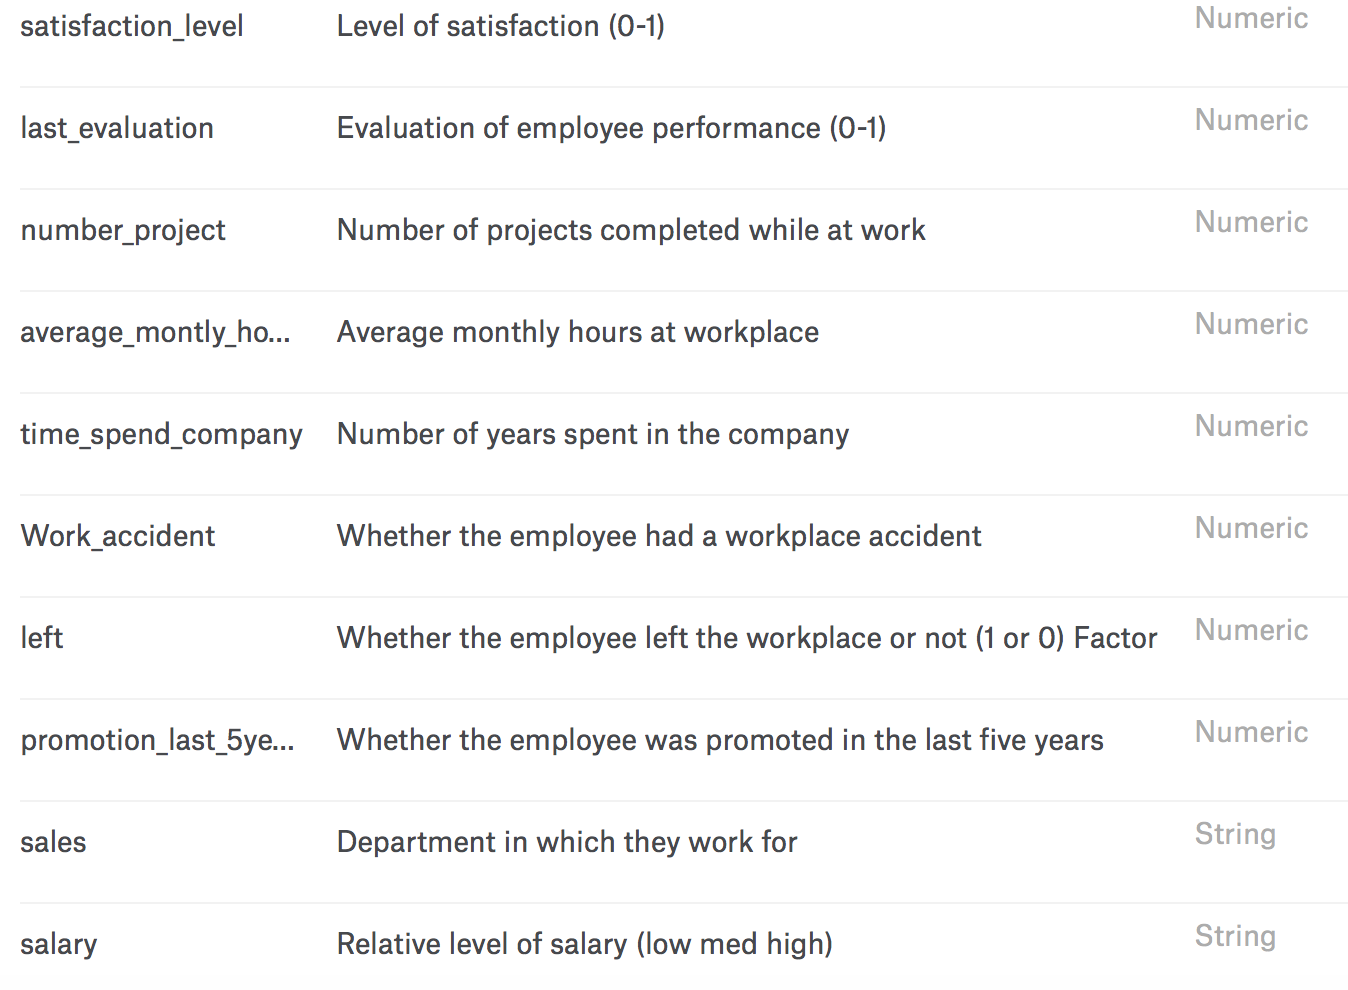 satisfaction_level Level of satisfaction (0-1) Numeric
last_evaluation Evaluation of employee performance (0-1) Numeric
number_project Number of projects completed while at work Numeric
average_montly_ho... Average monthly hours at workplace Numeric
time_spend_company Number of years spent in the company Numeric
Work_accident Whether the employee had a workplace accident Numeric
left Whether the employee left the workplace or not (1 or 0) Factor Numeric
promotion_last_5ye... Whether the employee was promoted in the last five years Numeric
sales Department in which they work for String
salary Relative level of salary (low med high) String